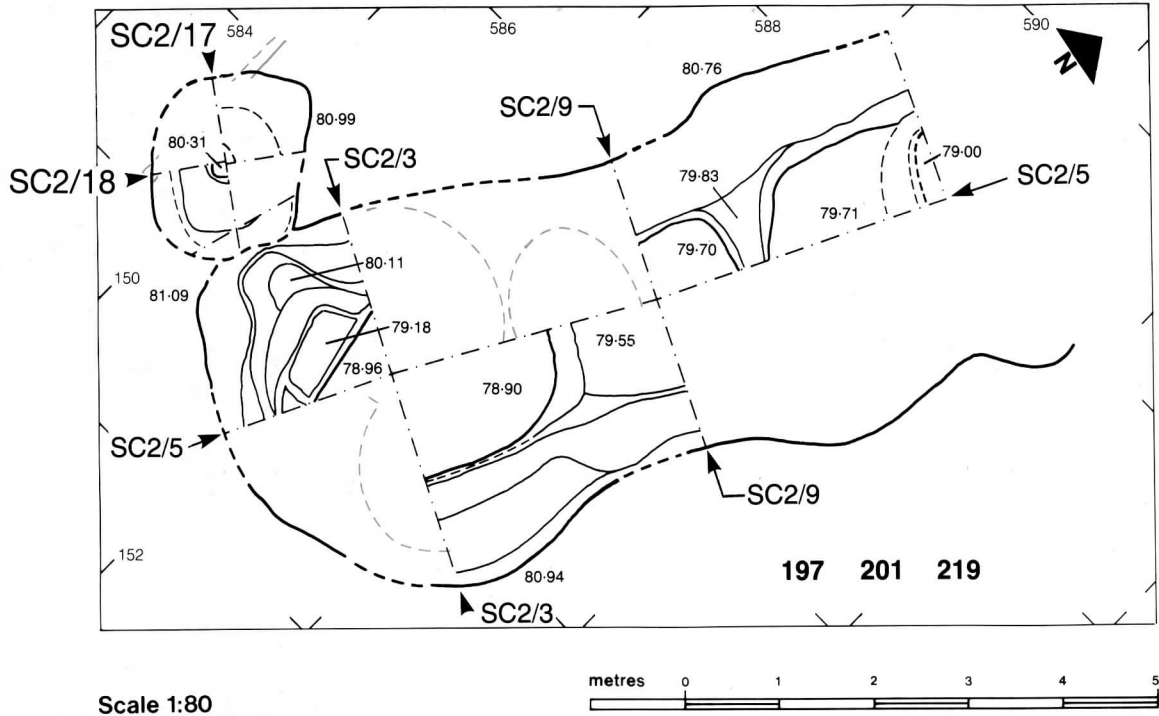 584
586
588
590
SC2/17
80·76
SC2/9
80·99
80·31
SC2/3
79·00
SC2/18
79·83
SC2/5
79·71
79·70
80·11
150
81·09
79·18
79·55
78·96
78·90
SC2/5
SC2/9
152
80·94
197 201 219
SC2/3
N
metres 0 1 2 3 4 5
Scale 1:80